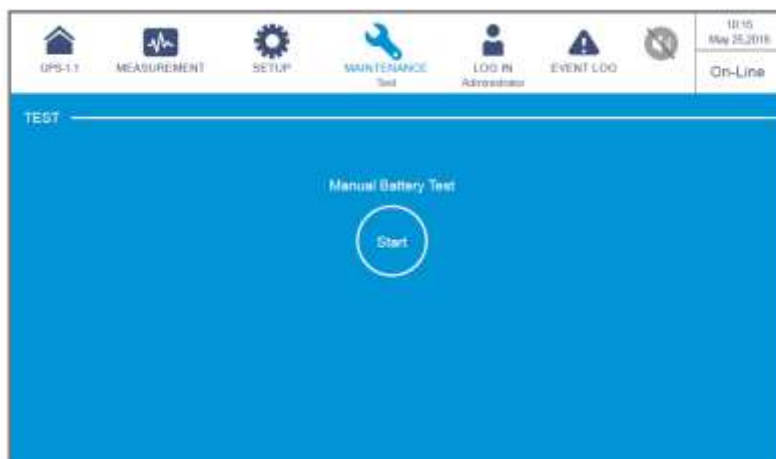 10:15
May 25,2018
UPS-1.1
MEASUREMENT
SETUP
MAINTENANCE
Test
LOG IN
Administrator
EVENT LOG
On-Line
TEST
Manual Battery Test
Start